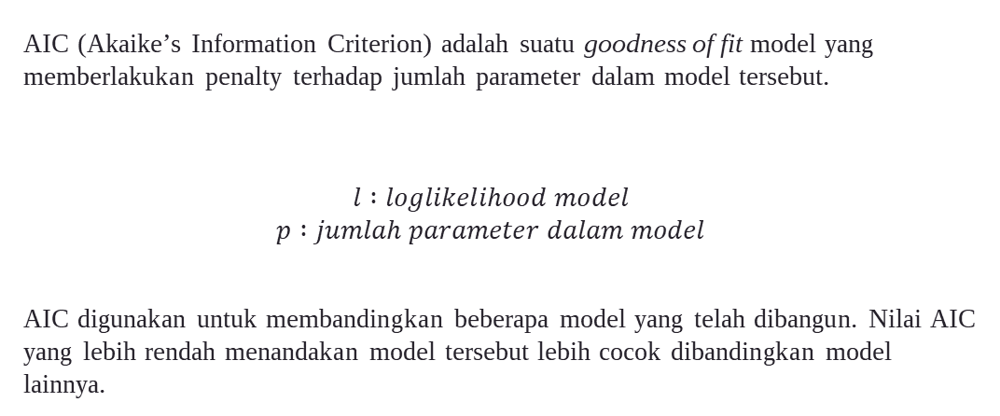 AIC (Akaike’s Information Criterion) adalah suatu goodness of fit model yang
memberlakukan penalty terhadap jumlah parameter dalam model tersebut.
l : loglikelihood model
p : jumlah parameter dalam model
AIC digunakan untuk membandingkan beberapa model yang telah dibangun. Nilai AIC
yang lebih rendah menandakan model tersebut lebih cocok dibandingkan model
lainnya.